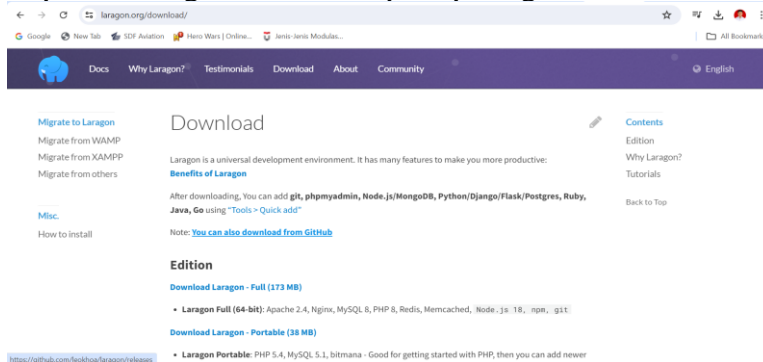 laragon.org/download/
Google New Tab SDF Aviation Hero Wars | Online... Jenis-Jenis Modulas... All Bookmark
Docs Why Laragon? Testimonials Download About Community English
Migrate to Laragon
Migrate from WAMP
Migrate from XAMPP
Migrate from others
Misc.
How to install
Download
Laragon is a universal development environment. It has many features to make you more productive:
Benefits of Laragon
After downloading, You can add git, phpmyadmin, Node.js/MongoDB, Python/Django/Flask/Postgres, Ruby,
Java, Go using "Tools > Quick add"
Note: You can also download from GitHub
Edition
Download Laragon - Full (173 MB)
• Laragon Full (64-bit): Apache 2.4, Nginx, MySQL 8, PHP 8, Redis, Memcached, Node.js 18, npm, git
Download Laragon - Portable (38 MB)
• Laragon Portable: PHP 5.4, MySQL 5.1, bitmana - Good for getting started with PHP, then you can add newer
Contents
Edition
Why Laragon?
Tutorials
Back to Top
https://github.com/leokhoa/laragon/releases